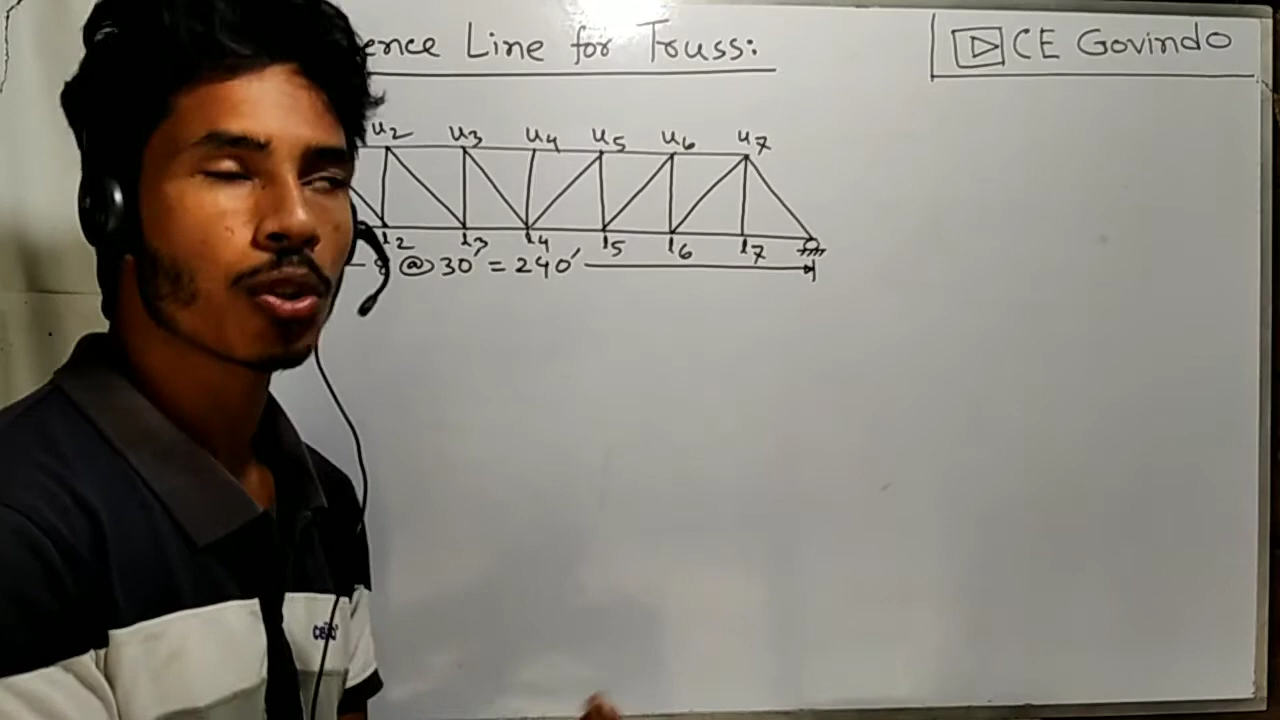 ence Line for Truss:
CE Govindo
u2 u3 u4 u5 u6 u7
l2 l3 l4 l5 l6 l7
@ 30' = 240'